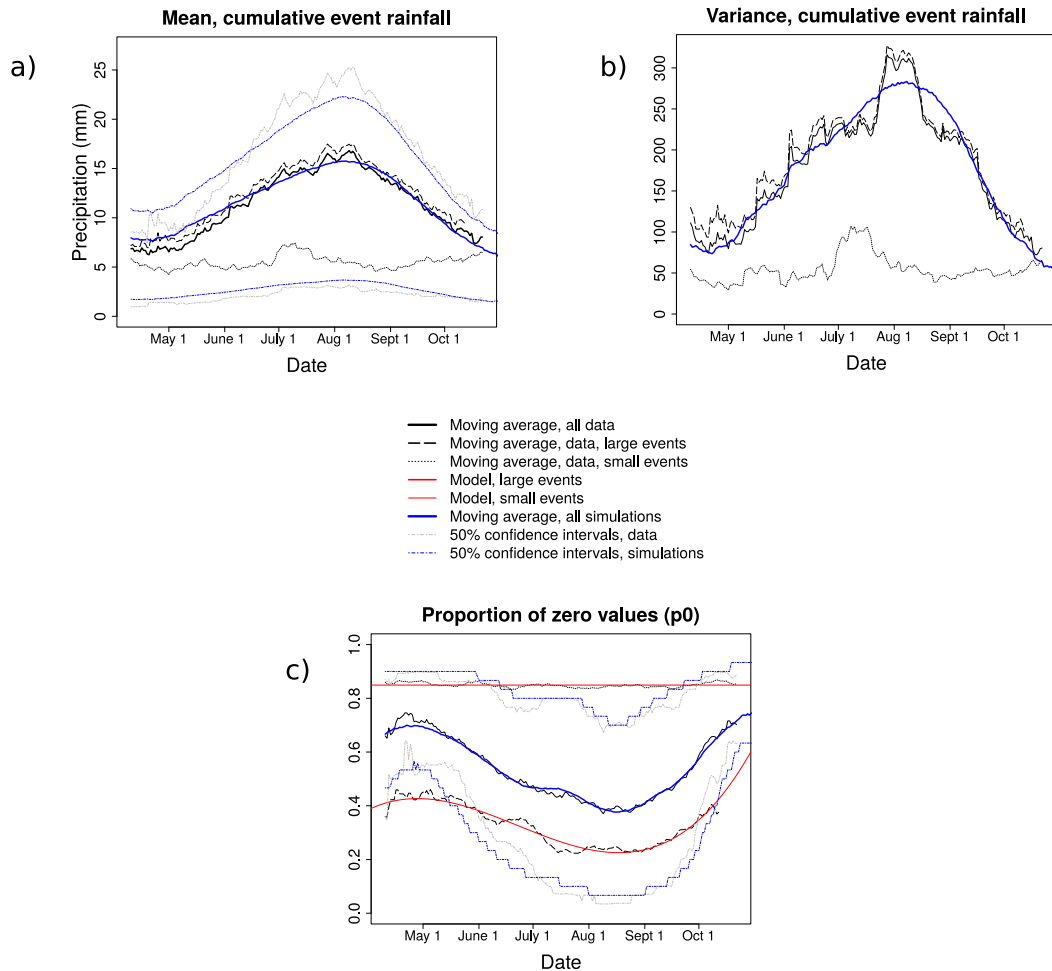 Mean, cumulative event rainfall
a)
Precipitation (mm)
25
20
15
10
5
0
May 1 June 1 July 1 Aug 1 Sept 1 Oct 1
Date
Variance, cumulative event rainfall
b)
300
250
200
150
100
50
0
May 1 June 1 July 1 Aug 1 Sept 1 Oct 1
Date
Moving average, all data
Moving average, data, large events
Moving average, data, small events
Model, large events
Model, small events
Moving average, all simulations
50% confidence intervals, data
50% confidence intervals, simulations
Proportion of zero values (p0)
c)
1.0
0.8
0.6
0.4
0.2
0.0
May 1 June 1 July 1 Aug 1 Sept 1 Oct 1
Date